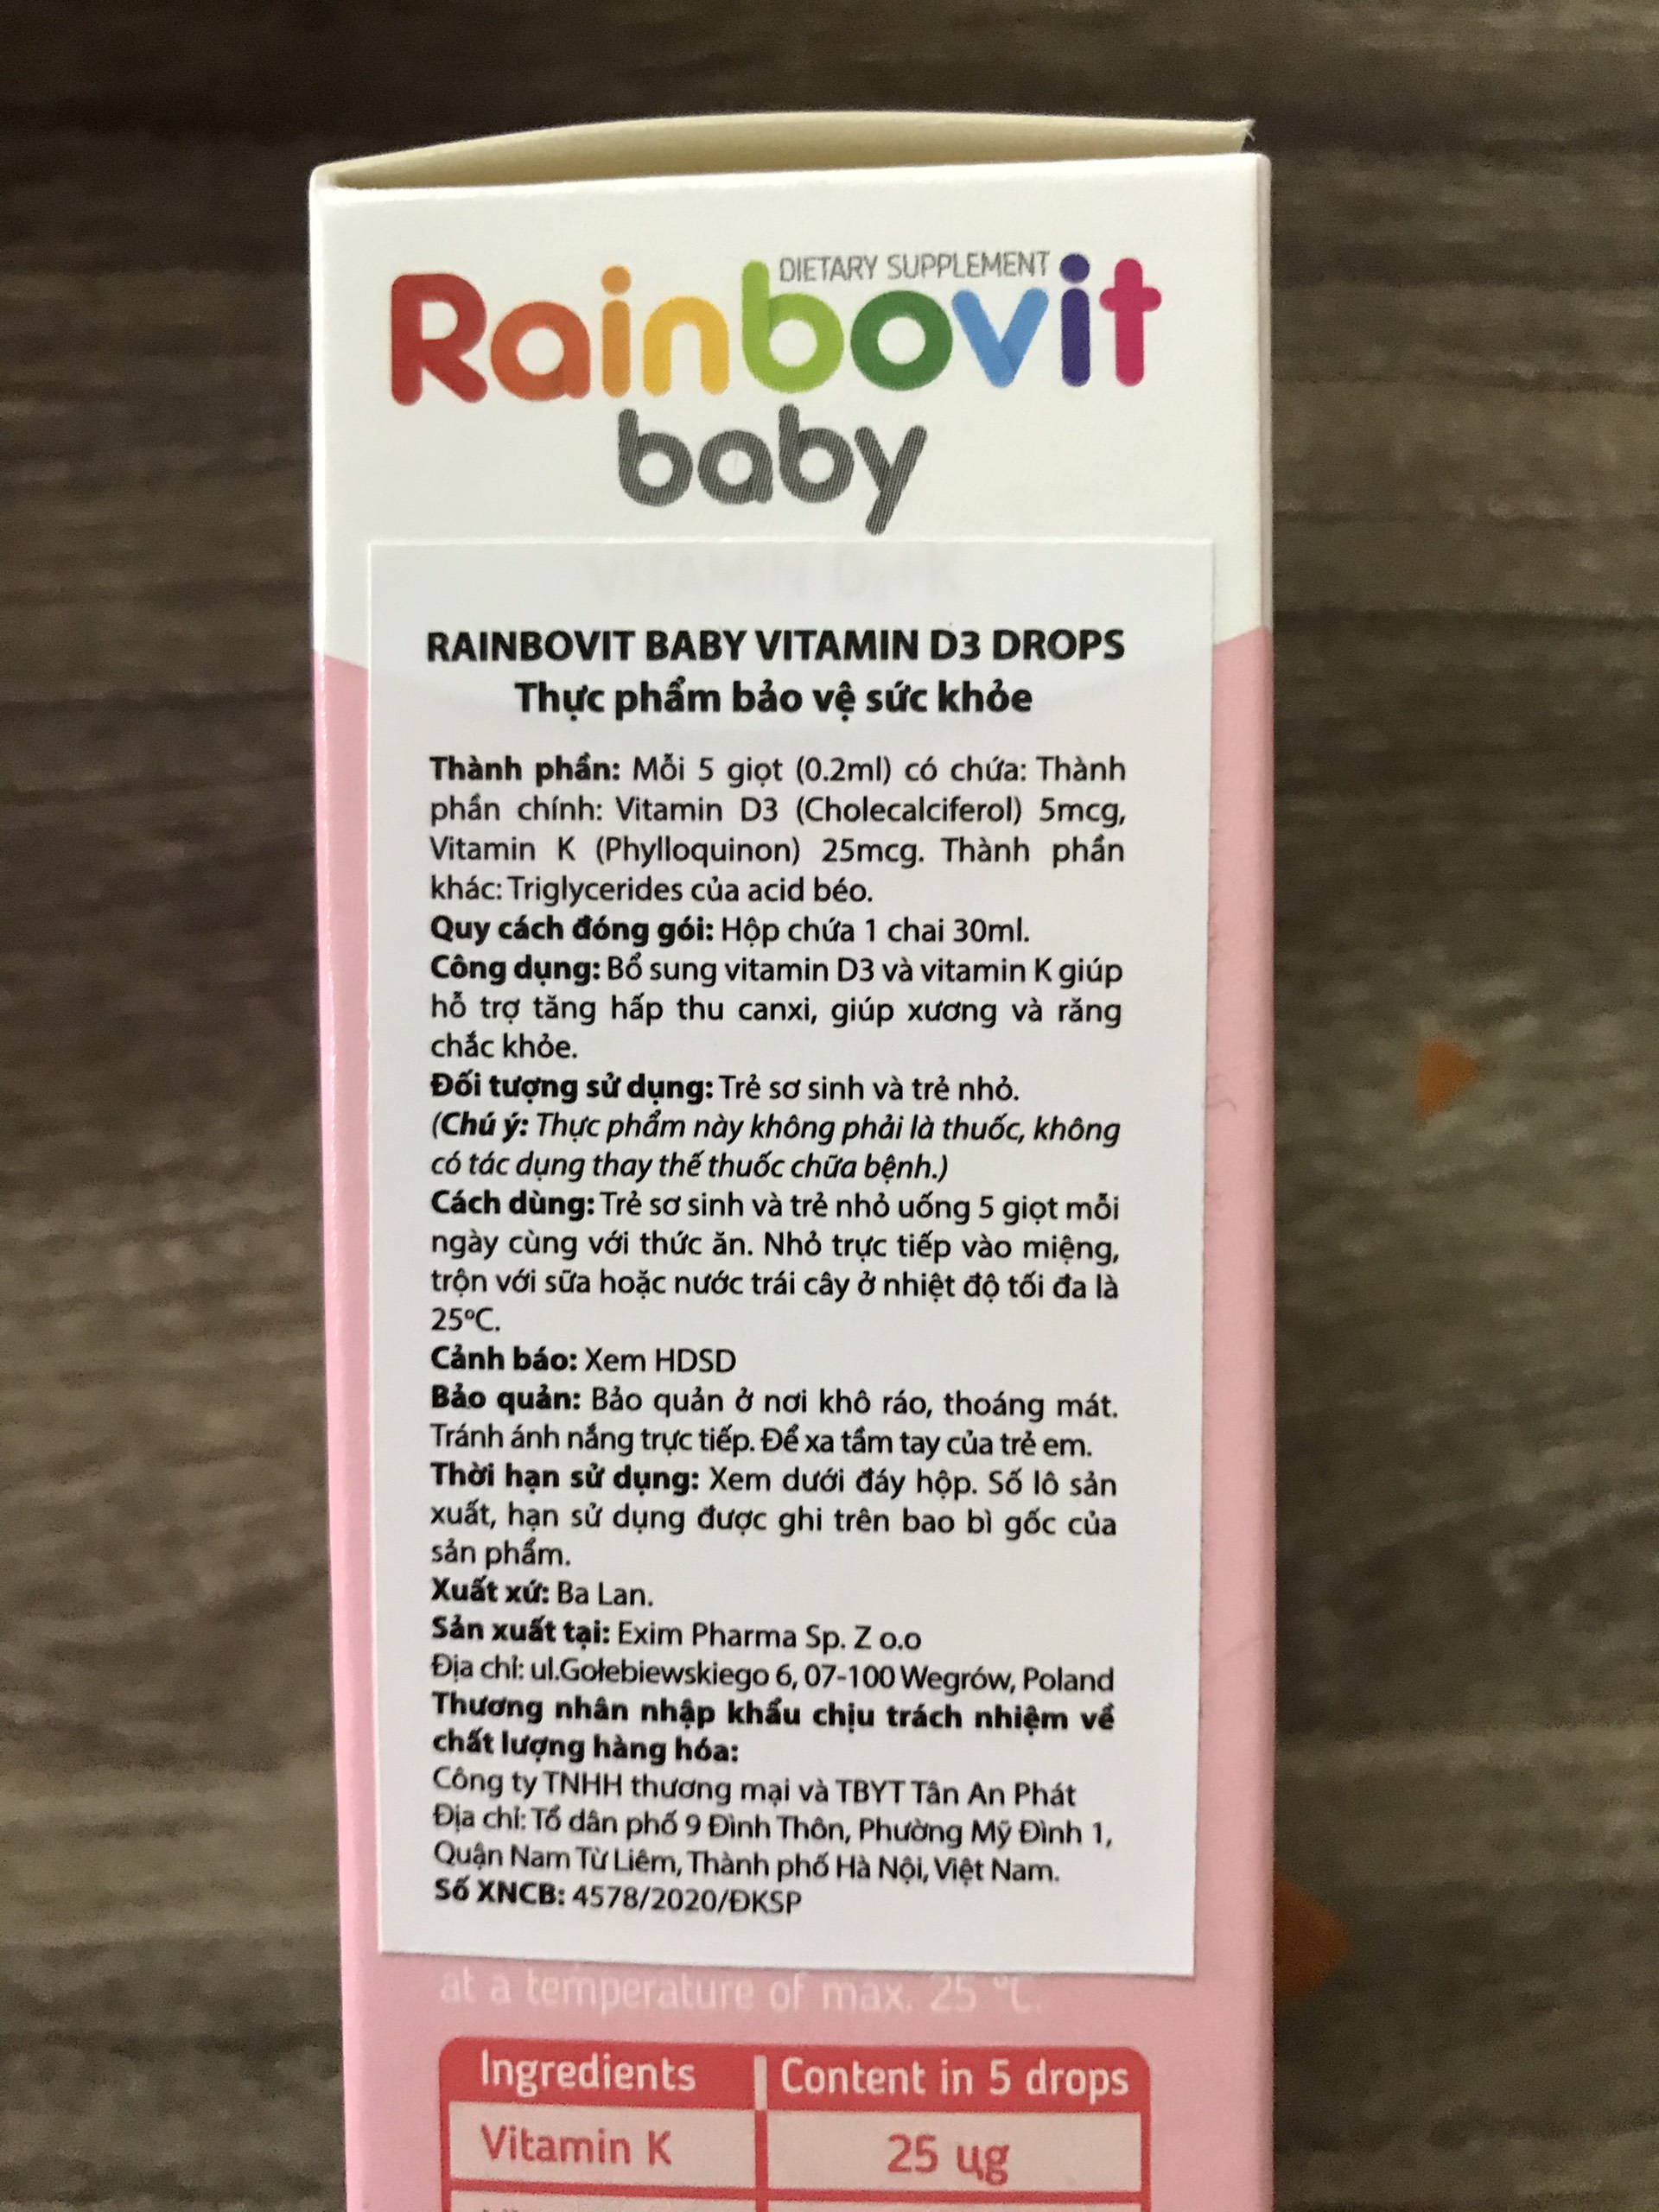 DIETARY SUPPLEMENT
Rainbovit
baby
VITAMIN D₃+K
RAINBOVIT BABY VITAMIN D3 DROPS
Thực phẩm bảo vệ sức khỏe
Thành phần: Mỗi 5 giọt (0.2ml) có chứa: Thành
phần chính: Vitamin D3 (Cholecalciferol) 5mcg,
Vitamin K (Phylloquinon) 25mcg. Thành phần
khác: Triglycerides của acid béo.
Quy cách đóng gói: Hộp chứa 1 chai 30ml.
Công dụng: Bổ sung vitamin D3 và vitamin K giúp
hỗ trợ tăng hấp thu canxi, giúp xương và răng
chắc khỏe.
Đối tượng sử dụng: Trẻ sơ sinh và trẻ nhỏ.
(Chú ý: Thực phẩm này không phải là thuốc, không
có tác dụng thay thế thuốc chữa bệnh.)
Cách dùng: Trẻ sơ sinh và trẻ nhỏ uống 5 giọt mỗi
ngày cùng với thức ăn. Nhỏ trực tiếp vào miệng,
trộn với sữa hoặc nước trái cây ở nhiệt độ tối đa là
25ºC.
Cảnh báo: Xem HDSD
Bảo quản: Bảo quản ở nơi khô ráo, thoáng mát.
Tránh ánh nắng trực tiếp. Để xa tầm tay của trẻ em.
Thời hạn sử dụng: Xem dưới đáy hộp. Số lô sản
xuất, hạn sử dụng được ghi trên bao bì gốc của
sản phẩm.
Xuất xứ: Ba Lan.
Sản xuất tại: Exim Pharma Sp. Z o.o
Địa chỉ: ul.Gołebiewskiego 6, 07-100 Wegrów, Poland
Thương nhân nhập khẩu chịu trách nhiệm về
chất lượng hàng hóa:
Công ty TNHH thương mại và TBYT Tân An Phát
Địa chỉ: Tổ dân phố 9 Đình Thôn, Phường Mỹ Đình 1,
Quận Nam Từ Liêm, Thành phố Hà Nội, Việt Nam.
Số XNCB: 4578/2020/ĐKSP
at a temperature of max. 25 ºC.
Ingredients Content in 5 drops
Vitamin K 25 µg